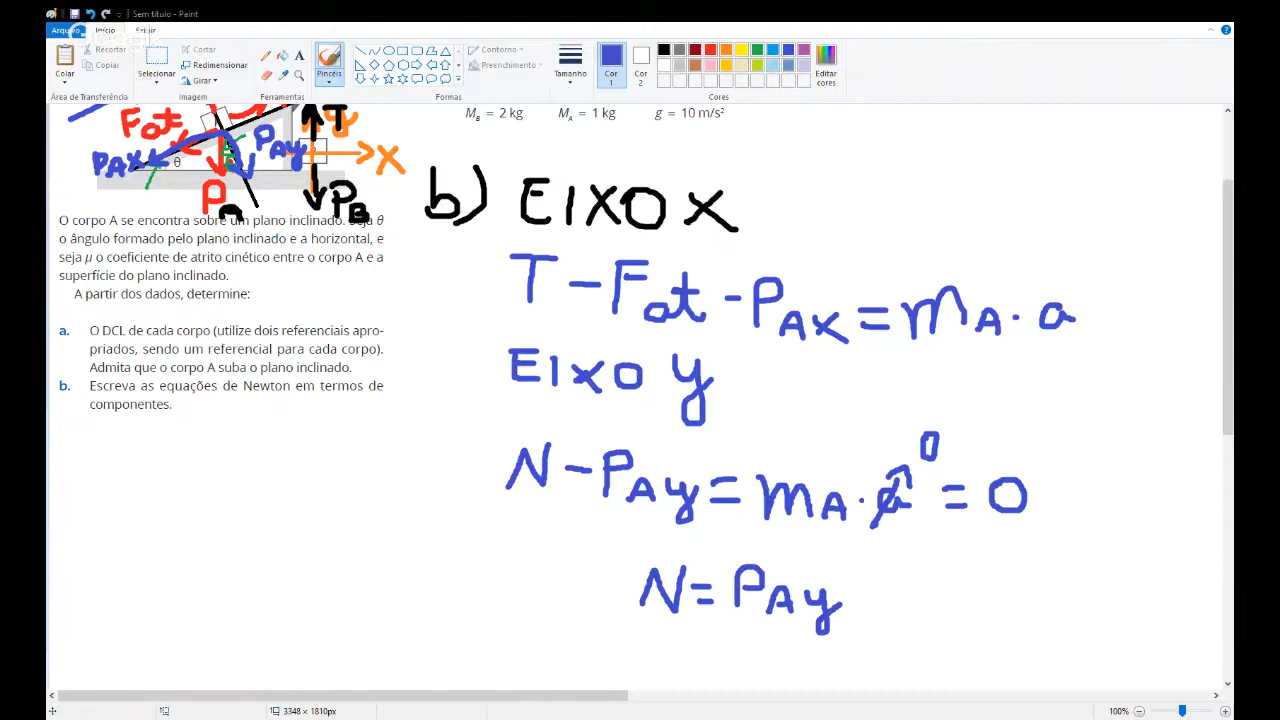 Sem título - Paint
Arquivo Início Exibir
Colar
Recortar
Copiar
Área de Transferência
Selecionar
Cortar
Redimensionar
Girar
Imagem
Ferramentas
Pincéis
Contorno
Preenchimento
Formas
Tamanho
Cor 1
Cor 2
Editar cores
Cores
M_B = 2 kg M_A = 1 kg g = 10 m/s²
Fat
T
y
PAy
PAx
θ
X
PA
PB
O corpo A se encontra sobre um plano inclinado. Seja θ
o ângulo formado pelo plano inclinado e a horizontal, e
seja μ o coeficiente de atrito cinético entre o corpo A e a
superfície do plano inclinado.
A partir dos dados, determine:
a. O DCL de cada corpo (utilize dois referenciais apro-
priados, sendo um referencial para cada corpo).
Admita que o corpo A suba o plano inclinado.
b. Escreva as equações de Newton em termos de
componentes.
b) EIXO X
T - Fat - PAX = mA . a
EIXO y
N - PAy = mA . a 0 = 0
N = PAy
3348 × 1810px
100%